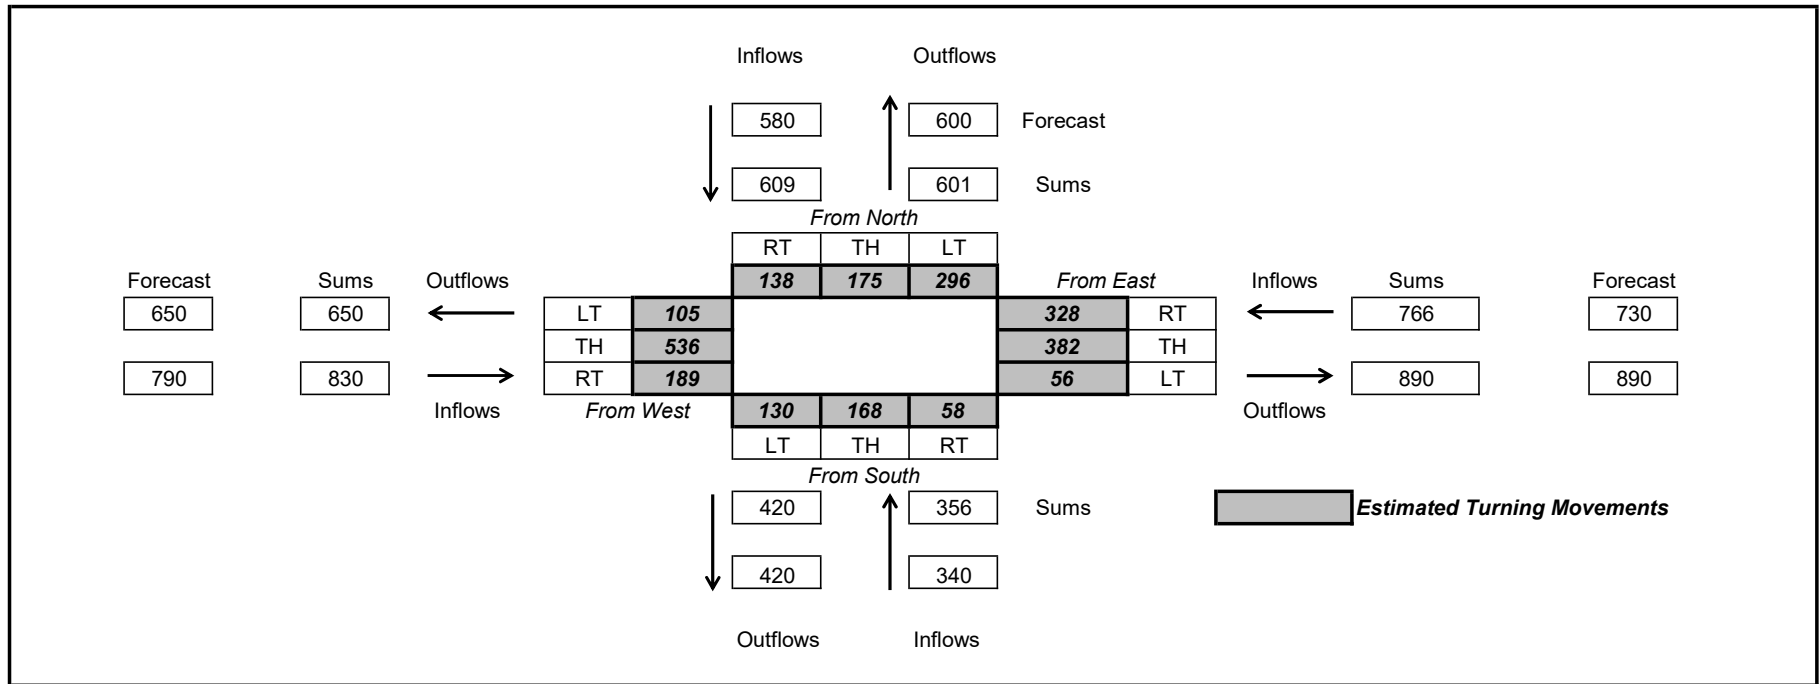 Inflows Outflows
580 600 Forecast
609 601 Sums
From North
RT TH LT
Forecast Sums Outflows 138 175 296 From East Inflows Sums Forecast
650 650 LT 105 328 RT 766 730
TH 536 382 TH
790 830 RT 189 56 LT 890 890
Inflows From West 130 168 58 Outflows
LT TH RT
From South
420 356 Sums Estimated Turning Movements
420 340
Outflows Inflows